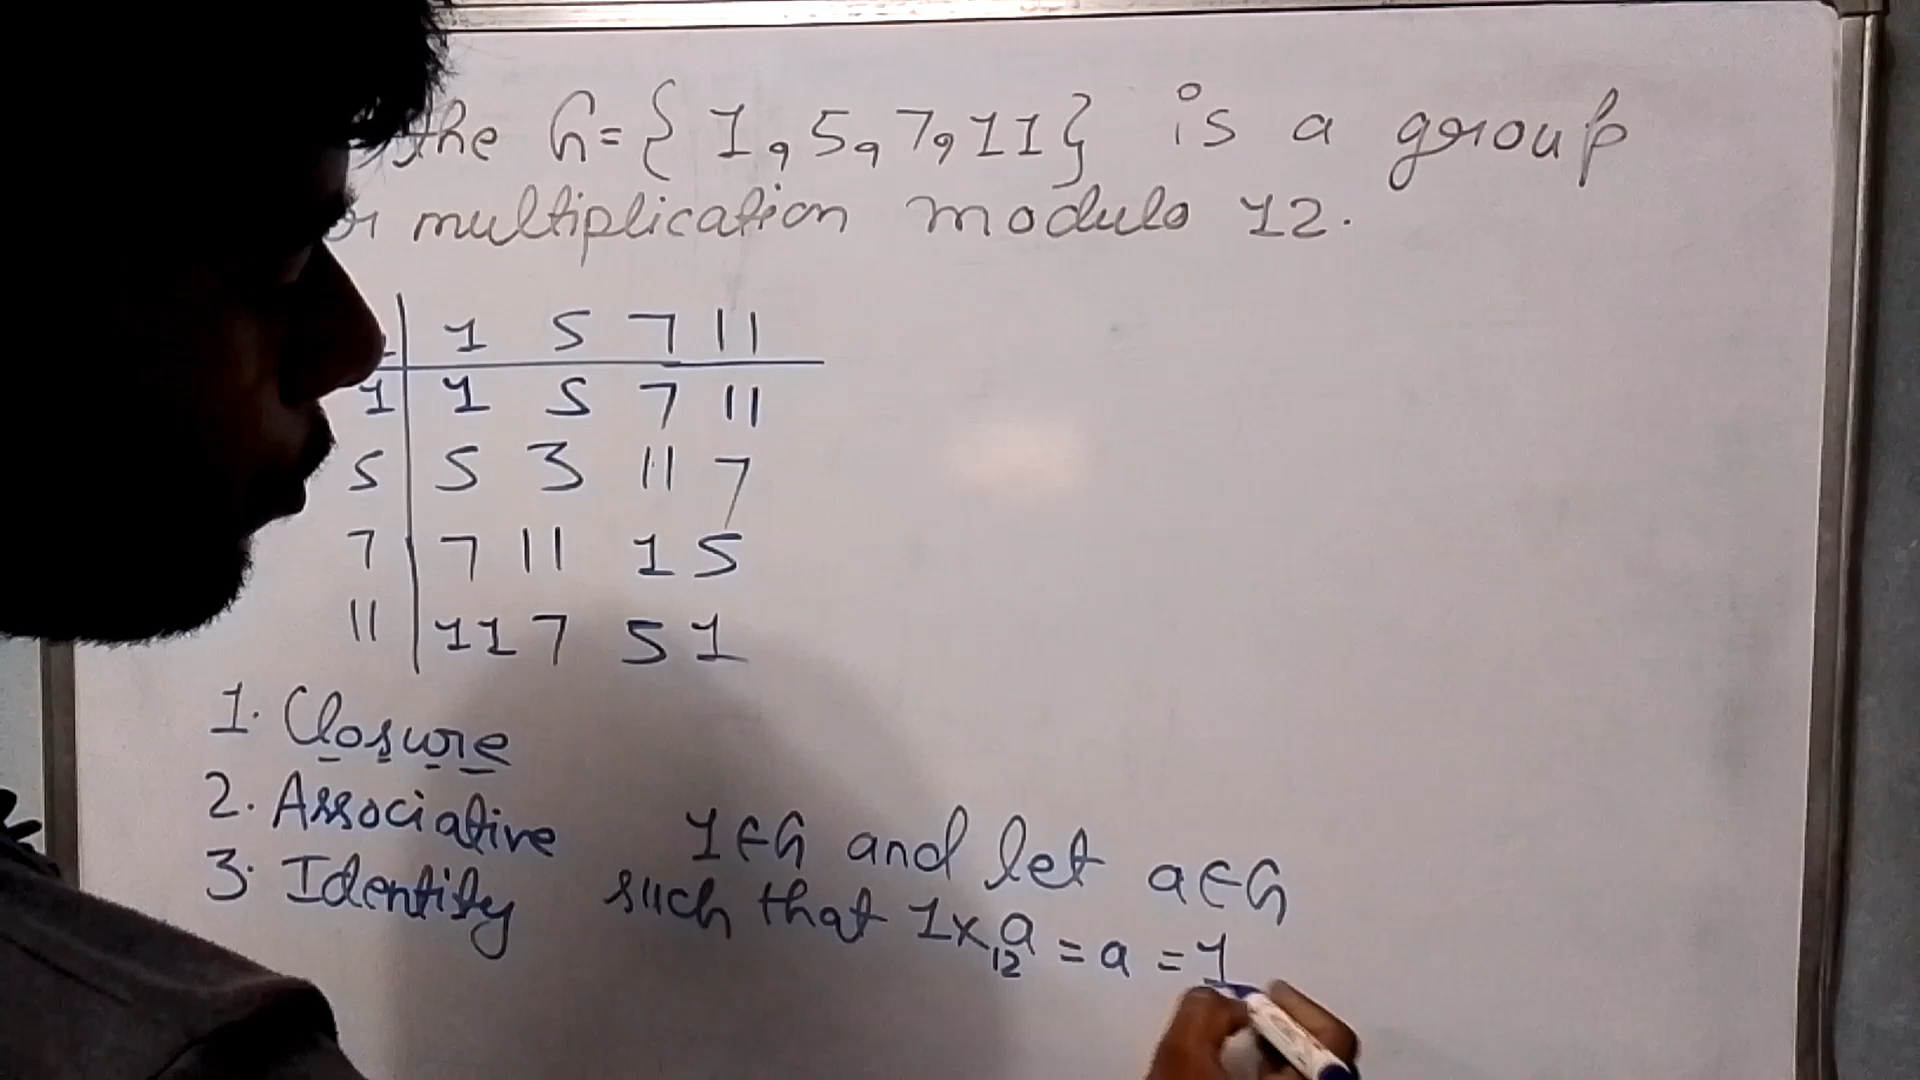 the G = { 1, 5, 7, 11 } is a group
multiplication modulo 12.
1 5 7 11
1 1 5 7 11
5 5 3 11 7
7 7 11 1 5
11 11 7 5 1
1. Closure
2. Associative
3. Identity
1 ∈ G and let a ∈ G
such that 1 ×₁₂ a = a = 1